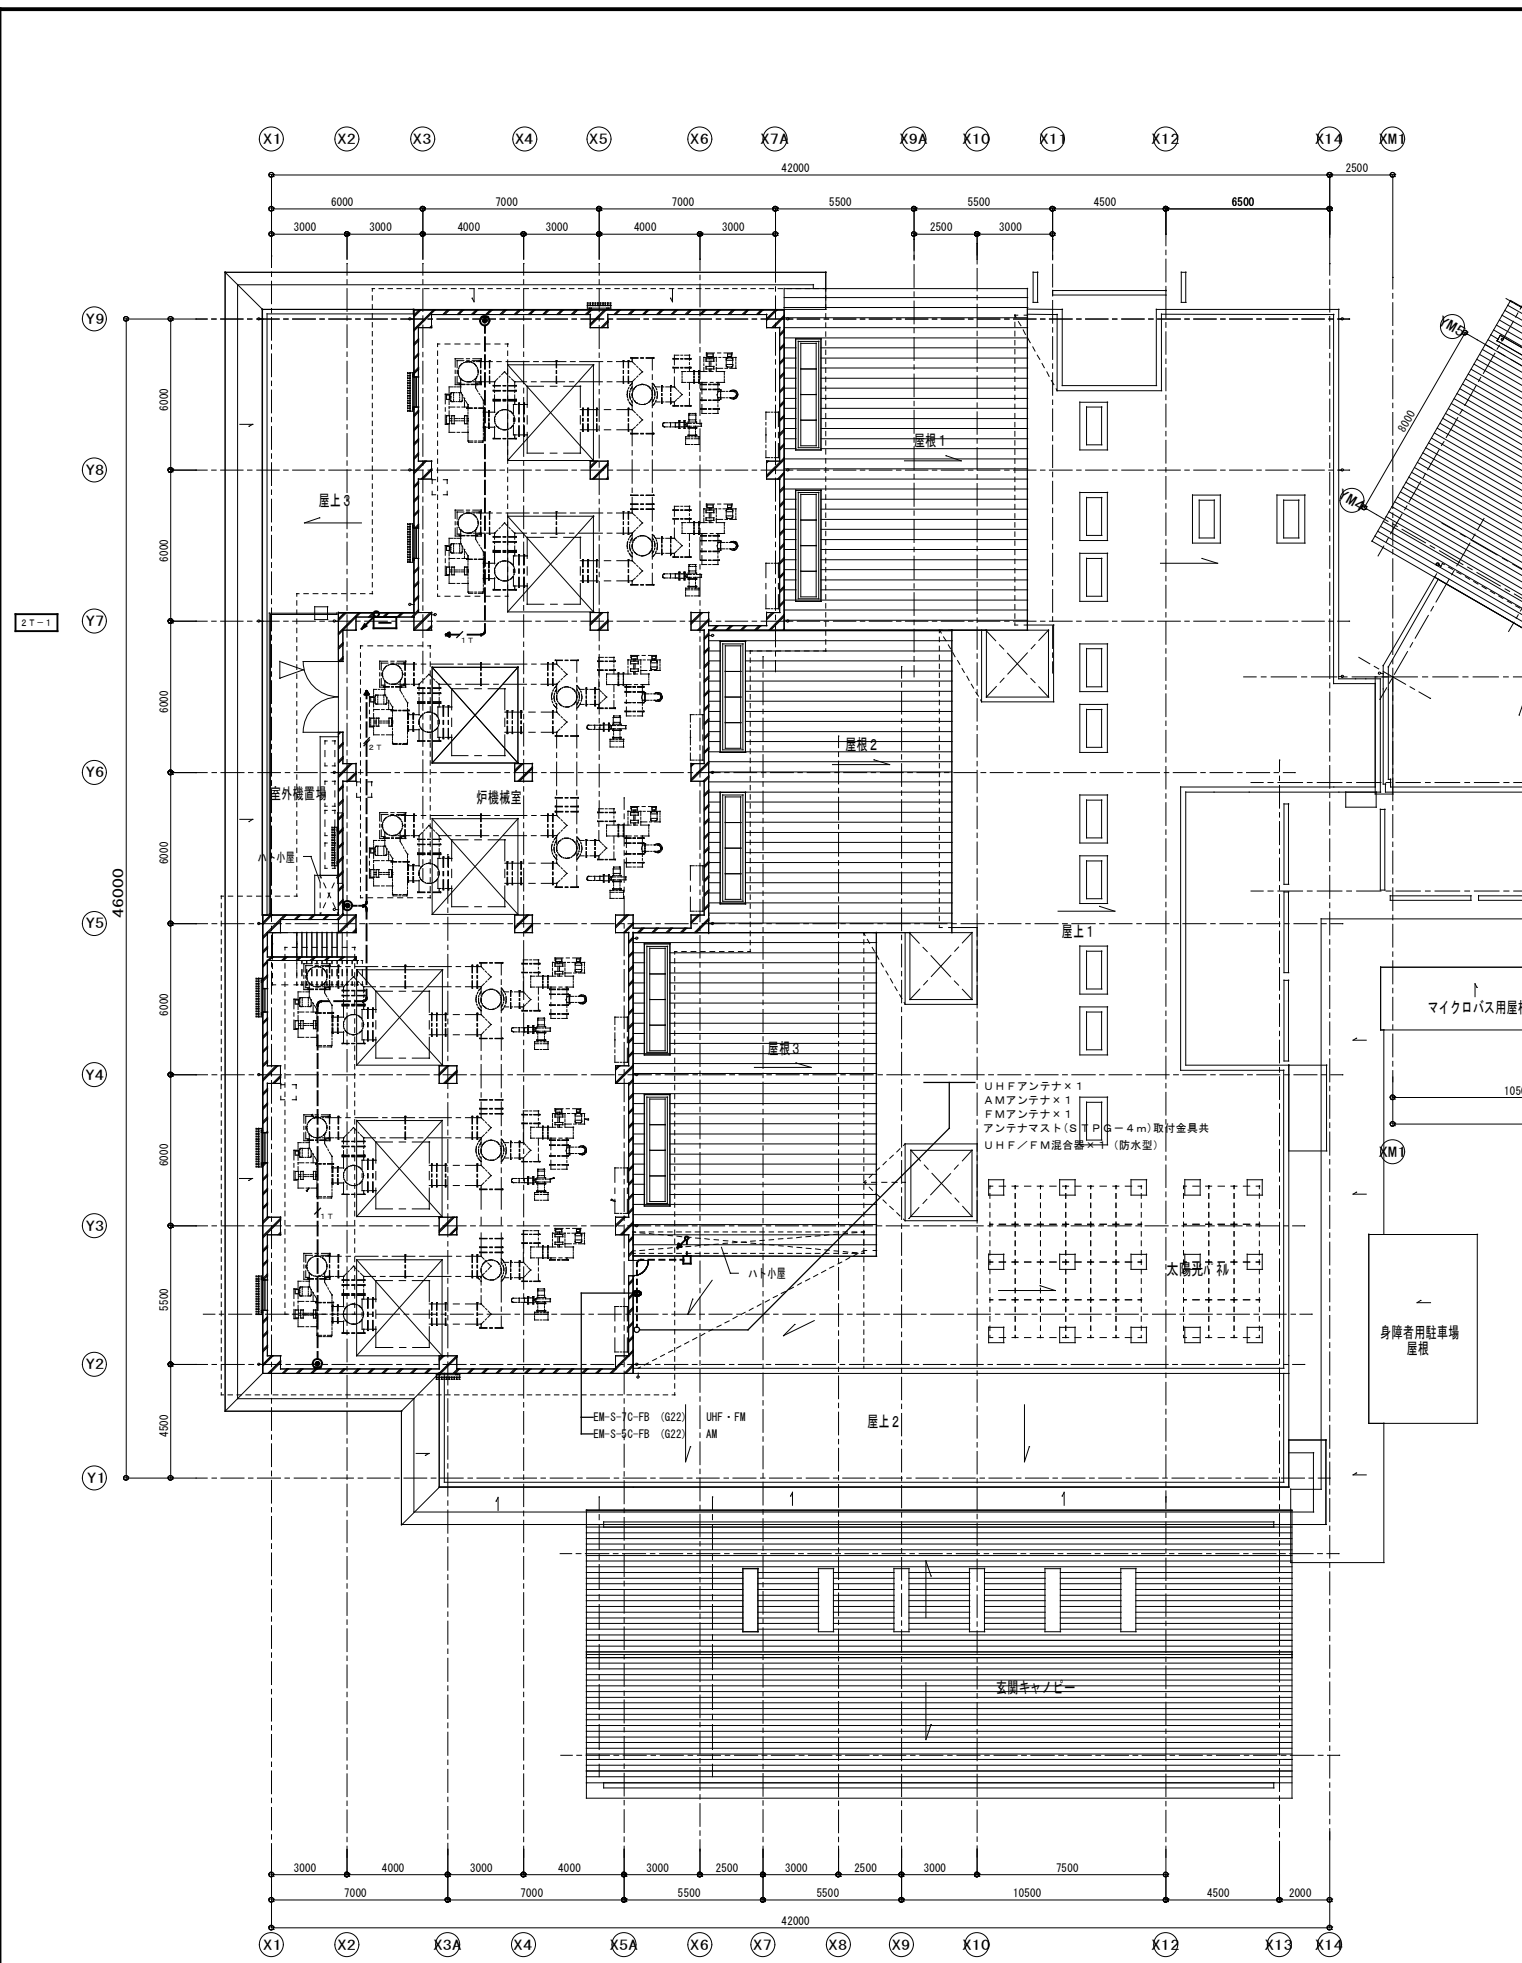 X1 X2 X3 X4 X5 X6 X7A X9A X10 X11 X12 X14 XM1
42000 2500
6000 7000 7000 5500 5500 4500 6500
3000 3000 4000 3000 4000 3000 2500 3000
Y9
YM5
6000
8000
屋根1
Y8
屋上3
YM4
6000
2T-1
Y7
1T
6000
2T
屋根2
Y6
室外機置場
炉機械室
6000
ハト小屋
46000
Y5
屋上1
6000
マイクロバス用屋
屋根3
Y4
UHFアンテナ×1
AMアンテナ×1
FMアンテナ×1
アンテナマスト(STPG-4m)取付金具共
UHF/FM混合器×1 (防水型)
XM1
6000
1T
Y3
ハト小屋
太陽光パネル
5500
身障者用駐車場
屋根
Y2
4500
EM-S-7C-FB (G22) UHF・FM
EM-S-5C-FB (G22) AM
屋上2
Y1
玄関キャノピー
3000 4000 3000 4000 3000 2500 3000 2500 3000 7500
7000 7000 5500 5500 10500 4500 2000
42000
X1 X2 X3A X4 X5A X6 X7 X8 X9 X10 X12 X13 X14